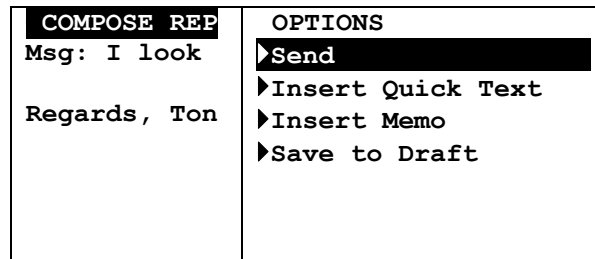 COMPOSE REP
Msg: I look
Regards, Ton
OPTIONS
Send
Insert Quick Text
Insert Memo
Save to Draft